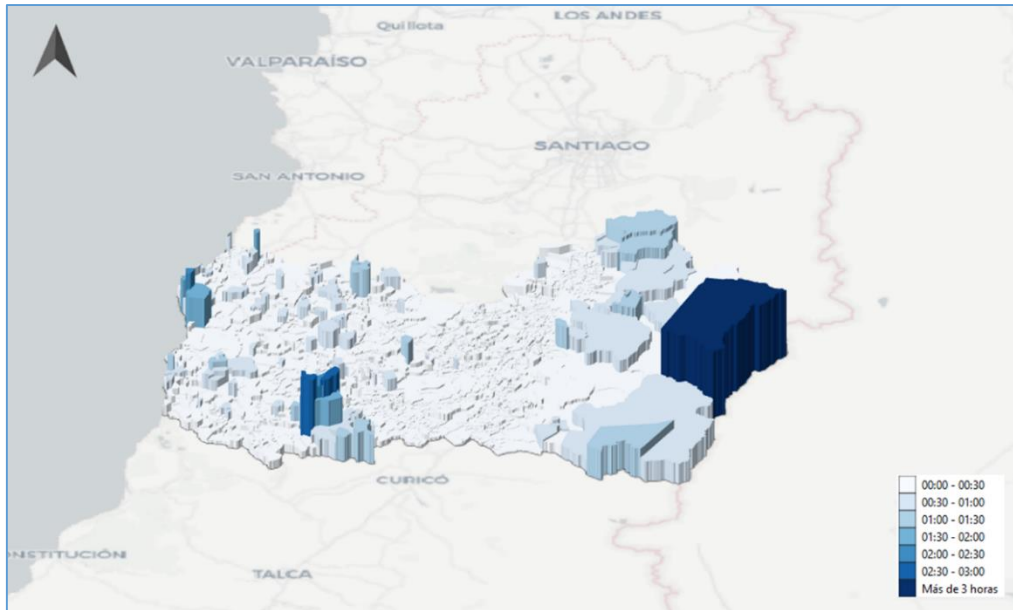 LOS ANDES
Quillota
VALPARAÍSO
SANTIAGO
SAN ANTONIO
CURICÓ
ONSTITUCIÓN
TALCA
00:00 - 00:30
00:30 - 01:00
01:00 - 01:30
01:30 - 02:00
02:00 - 02:30
02:30 - 03:00
Más de 3 horas